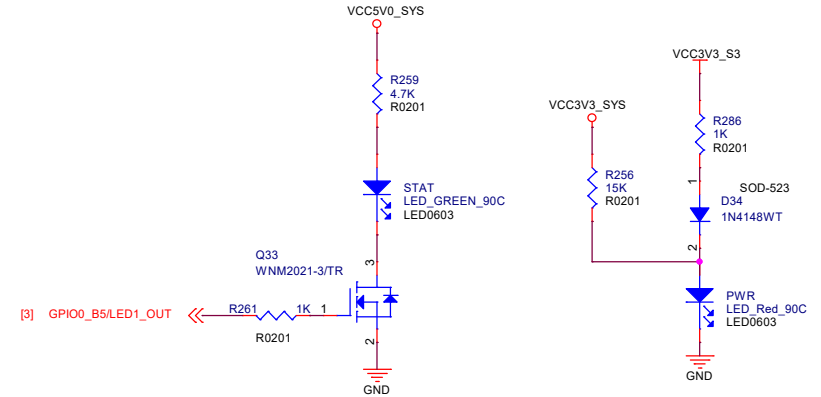 VCC5V0_SYS
R259
4.7K
R0201
STAT
LED_GREEN_90C
LED0603
Q33
WNM2021-3/TR
3
[3] GPIO0_B5/LED1_OUT
R261 1K 1
R0201
2
GND
VCC3V3_SYS
R256
15K
R0201
VCC3V3_S3
R286
1K
R0201
1
SOD-523
D34
1N4148WT
2
PWR
LED_Red_90C
LED0603
GND